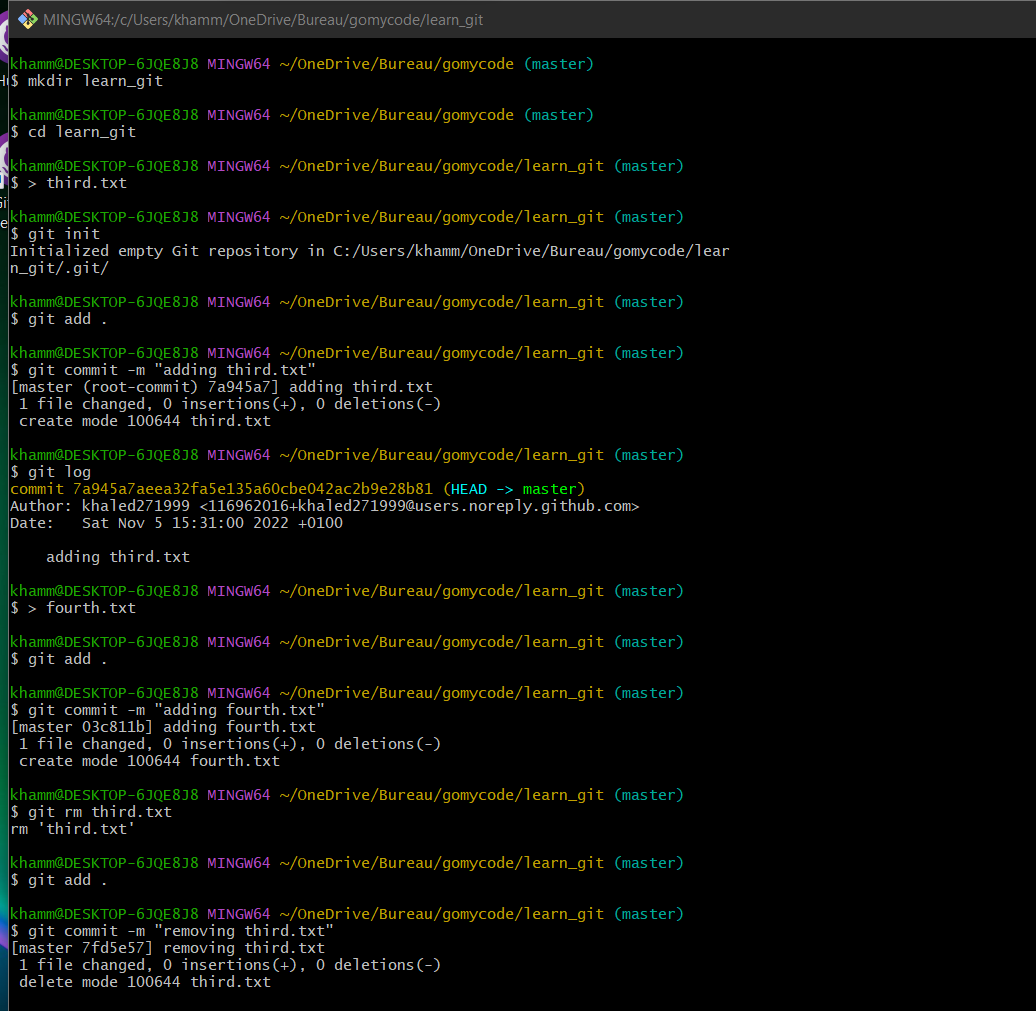 MINGW64:/c/Users/khamm/OneDrive/Bureau/gomycode/learn_git
khamm@DESKTOP-6JQE8J8 MINGW64 ~/OneDrive/Bureau/gomycode (master)
$ mkdir learn_git
khamm@DESKTOP-6JQE8J8 MINGW64 ~/OneDrive/Bureau/gomycode (master)
$ cd learn_git
khamm@DESKTOP-6JQE8J8 MINGW64 ~/OneDrive/Bureau/gomycode/learn_git (master)
$ > third.txt
khamm@DESKTOP-6JQE8J8 MINGW64 ~/OneDrive/Bureau/gomycode/learn_git (master)
$ git init
Initialized empty Git repository in C:/Users/khamm/OneDrive/Bureau/gomycode/lear
n_git/.git/
khamm@DESKTOP-6JQE8J8 MINGW64 ~/OneDrive/Bureau/gomycode/learn_git (master)
$ git add .
khamm@DESKTOP-6JQE8J8 MINGW64 ~/OneDrive/Bureau/gomycode/learn_git (master)
$ git commit -m "adding third.txt"
[master (root-commit) 7a945a7] adding third.txt
 1 file changed, 0 insertions(+), 0 deletions(-)
 create mode 100644 third.txt
khamm@DESKTOP-6JQE8J8 MINGW64 ~/OneDrive/Bureau/gomycode/learn_git (master)
$ git log
commit 7a945a7aeea32fa5e135a60cbe042ac2b9e28b81 (HEAD -> master)
Author: khaled271999 <116962016+khaled271999@users.noreply.github.com>
Date:   Sat Nov 5 15:31:00 2022 +0100
    adding third.txt
khamm@DESKTOP-6JQE8J8 MINGW64 ~/OneDrive/Bureau/gomycode/learn_git (master)
$ > fourth.txt
khamm@DESKTOP-6JQE8J8 MINGW64 ~/OneDrive/Bureau/gomycode/learn_git (master)
$ git add .
khamm@DESKTOP-6JQE8J8 MINGW64 ~/OneDrive/Bureau/gomycode/learn_git (master)
$ git commit -m "adding fourth.txt"
[master 03c811b] adding fourth.txt
 1 file changed, 0 insertions(+), 0 deletions(-)
 create mode 100644 fourth.txt
khamm@DESKTOP-6JQE8J8 MINGW64 ~/OneDrive/Bureau/gomycode/learn_git (master)
$ git rm third.txt
rm 'third.txt'
khamm@DESKTOP-6JQE8J8 MINGW64 ~/OneDrive/Bureau/gomycode/learn_git (master)
$ git add .
khamm@DESKTOP-6JQE8J8 MINGW64 ~/OneDrive/Bureau/gomycode/learn_git (master)
$ git commit -m "removing third.txt"
[master 7fd5e57] removing third.txt
 1 file changed, 0 insertions(+), 0 deletions(-)
 delete mode 100644 third.txt